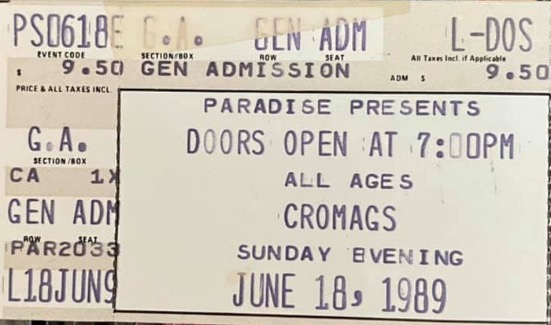 PS0618E G.A. GEN ADM L-DOS
EVENT CODE SECTION/BOX ROW SEAT All Taxes Incl. if Applicable
$ 9.50 GEN ADMISSION ADM $ 9.50
PRICE & ALL TAXES INCL.
PARADISE PRESENTS
G.A. DOORS OPEN AT 7:00PM
SECTION/BOX
CA 1X ALL AGES
GEN ADM CROMAGS
ROW SEAT
PAR2033 SUNDAY EVENING
L18JUN9 JUNE 18, 1989